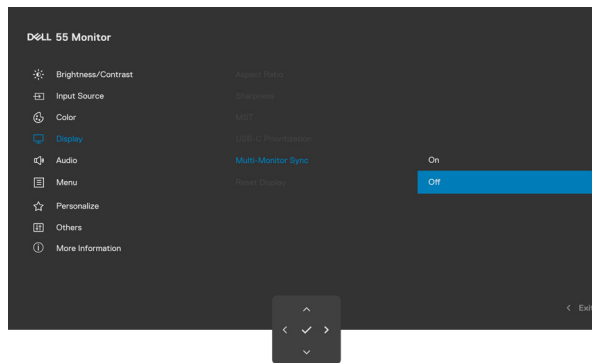 DELL 55 Monitor
Brightness/Contrast
Aspect Ratio
Input Source
Sharpness
Color
MST
Display
USB-C Prioritization
Audio
Multi-Monitor Sync
On
Menu
Reset Display
Off
Personalize
Others
More Information
Exit